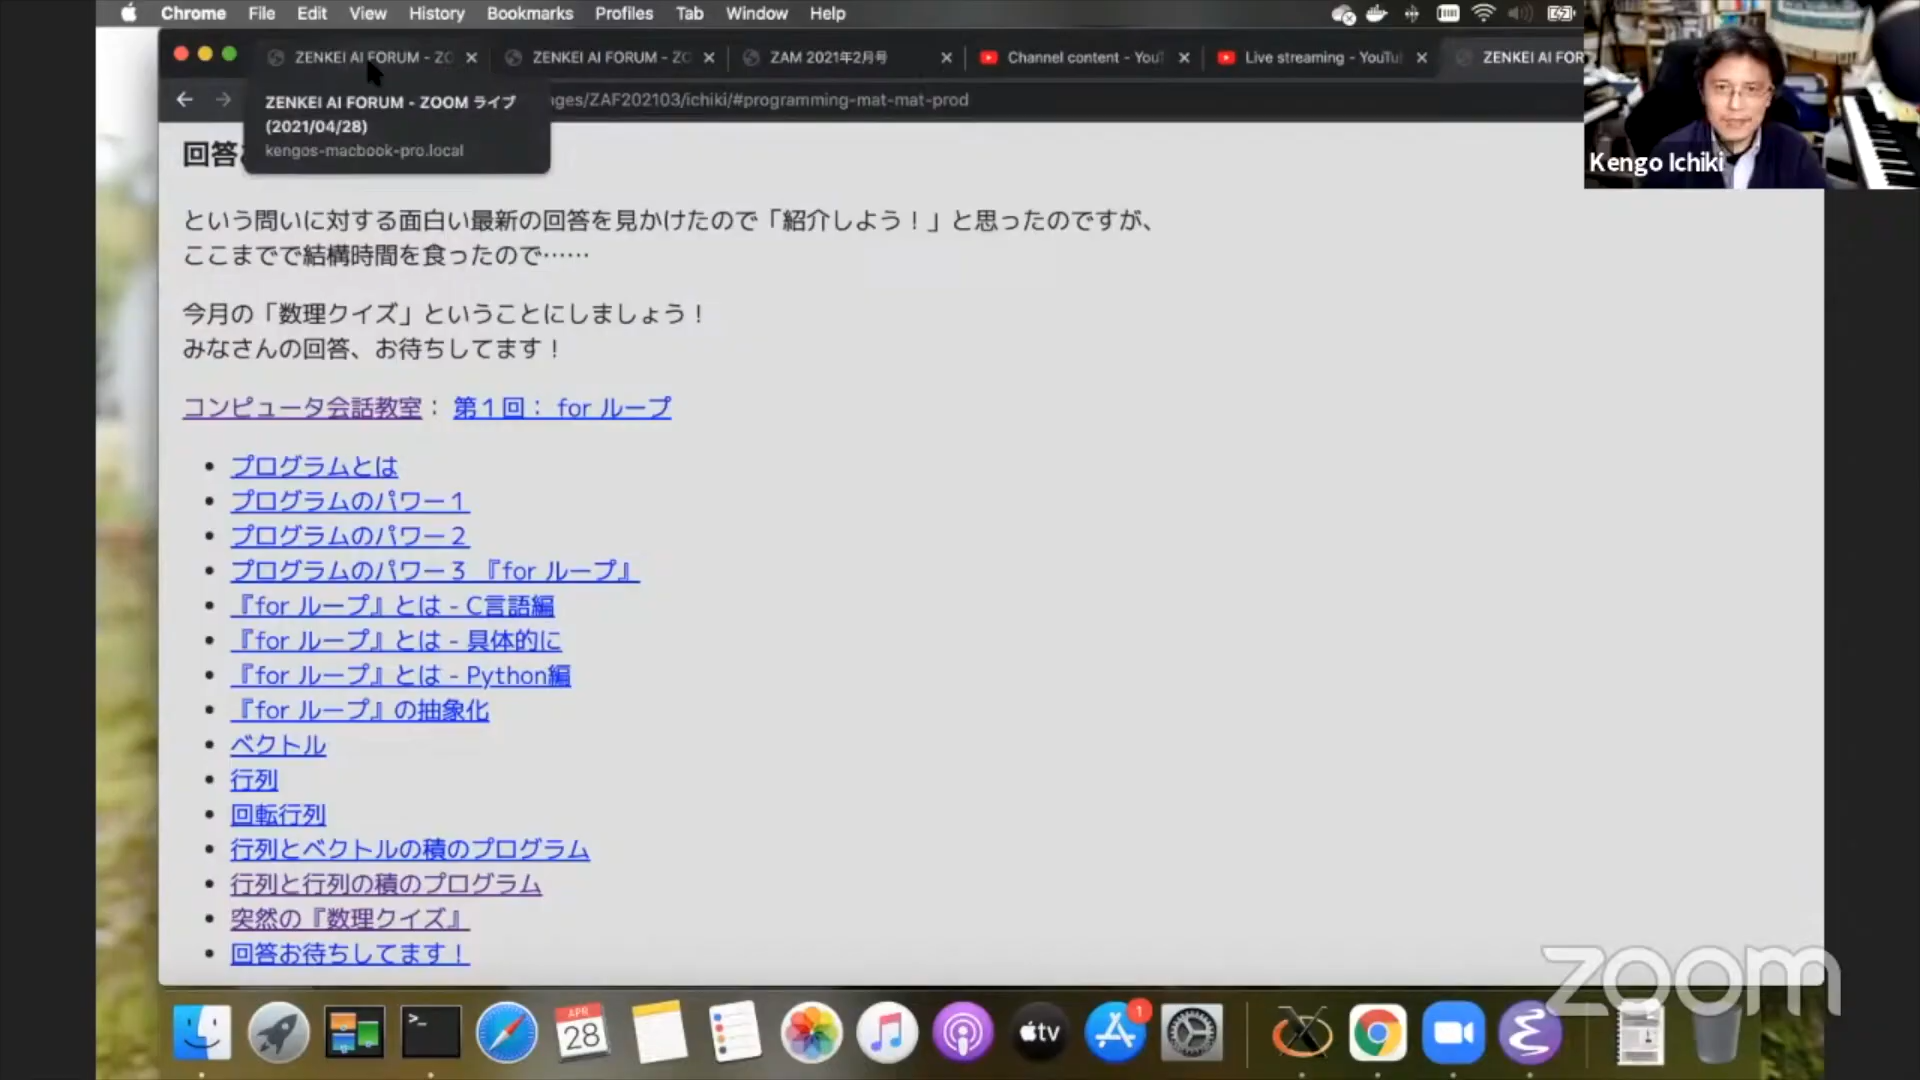 Chrome File Edit View History Bookmarks Profiles Tab Window Help
ZENKEI AI FORUM - ZO
ZENKEI AI FORUM - ZO
ZAM 2021年2月号
Channel content - You
Live streaming - YouTu
ZENKEI AI FOR
ges/ZAF202103/ichiki/#programming-mat-mat-prod
ZENKEI AI FORUM - ZOOM ライブ
(2021/04/28)
kengos-macbook-pro.local
Kengo Ichiki
回答
という問いに対する面白い最新の回答を見かけたので「紹介しよう！」と思ったのですが、
ここまでで結構時間を食ったので……
今月の「数理クイズ」ということにしましょう！
みなさんの回答、お待ちしてます！
コンピュータ会話教室： 第１回： for ループ
• プログラムとは
• プログラムのパワー１
• プログラムのパワー２
• プログラムのパワー３『for ループ』
• 『for ループ』とは - C言語編
• 『for ループ』とは - 具体的に
• 『for ループ』とは - Python編
• 『for ループ』の抽象化
• ベクトル
• 行列
• 回転行列
• 行列とベクトルの積のプログラム
• 行列と行列の積のプログラム
• 突然の『数理クイズ』
• 回答お待ちしてます！
zoom
APR
28
tv
1